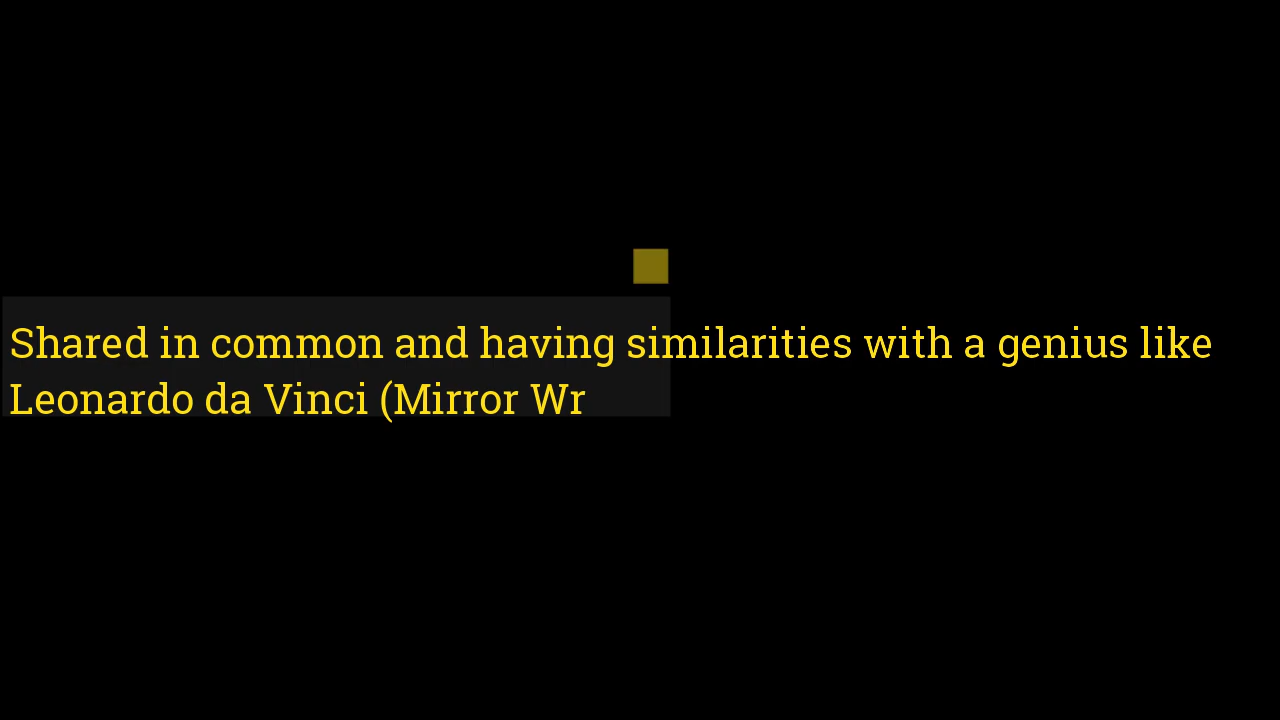 Shared in common and having similarities with a genius like
Leonardo da Vinci (Mirror Wr